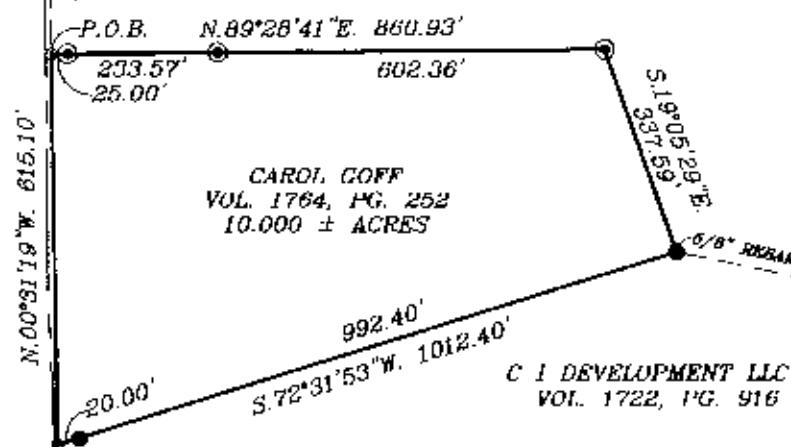 P.O.B. N.89°28'41"E. 860.93'
233.57' 602.36'
25.00'
S.19°05'29"E.
337.59'
N.00°31'19"W. 615.10'
CAROL GOFF
VOL. 1764, PG. 252
10.000 ± ACRES
5/8" REBAR
992.40'
S.72°31'53"W. 1012.40'
20.00'
C I DEVELOPMENT LLC
VOL. 1722, PG. 916